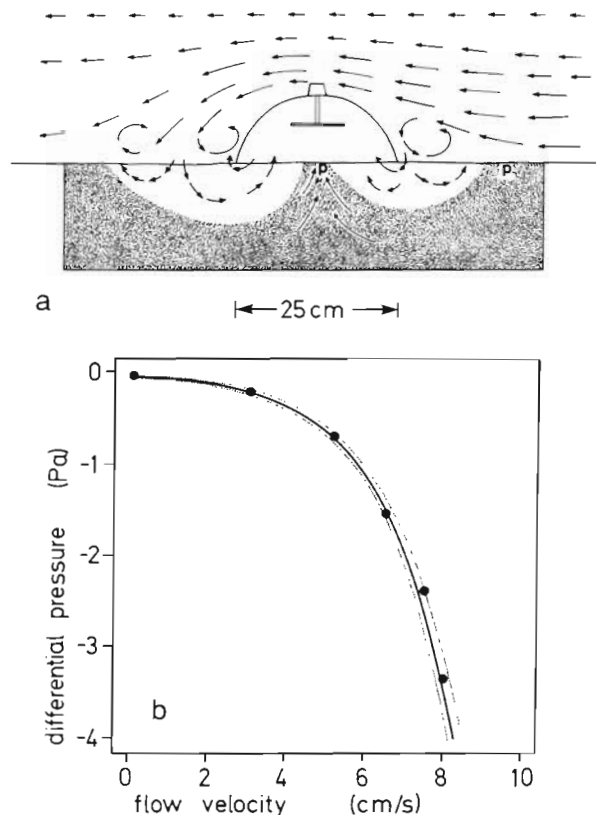 p
p
a
25 cm
0
-1
-2
-3
-4
differential pressure (Pa)
b
0 2 4 6 8 10
flow velocity (cm/s)